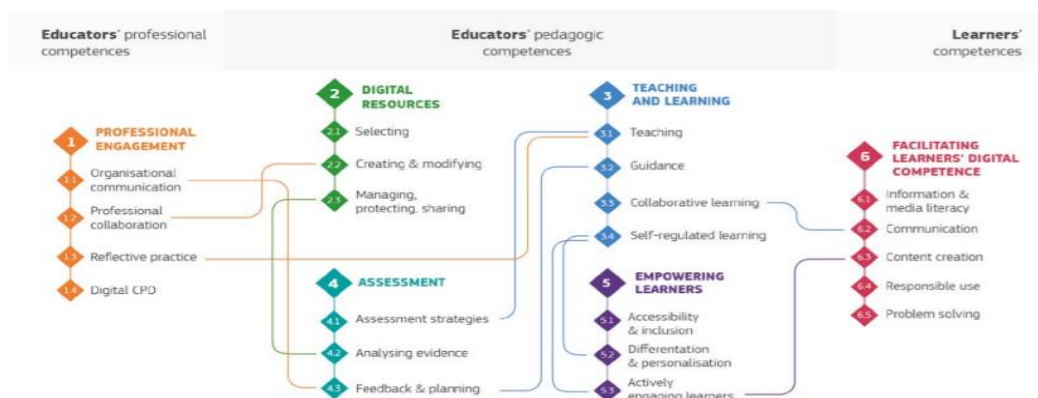 Educators' professional
competences
Educators' pedagogic
competences
Learners'
competences
1 PROFESSIONAL
ENGAGEMENT
1.1 Organisational
communication
1.2 Professional
collaboration
1.3 Reflective practice
1.4 Digital CPD
2 DIGITAL
RESOURCES
2.1 Selecting
2.2 Creating & modifying
2.3 Managing,
protecting, sharing
3 TEACHING
AND LEARNING
3.1 Teaching
3.2 Guidance
3.3 Collaborative learning
3.4 Self-regulated learning
4 ASSESSMENT
4.1 Assessment strategies
4.2 Analysing evidence
4.3 Feedback & planning
5 EMPOWERING
LEARNERS
5.1 Accessibility
& inclusion
5.2 Differentation
& personalisation
5.3 Actively
engaging learners
6 FACILITATING
LEARNERS' DIGITAL
COMPETENCE
6.1 Information &
media literacy
6.2 Communication
6.3 Content creation
6.4 Responsible use
6.5 Problem solving